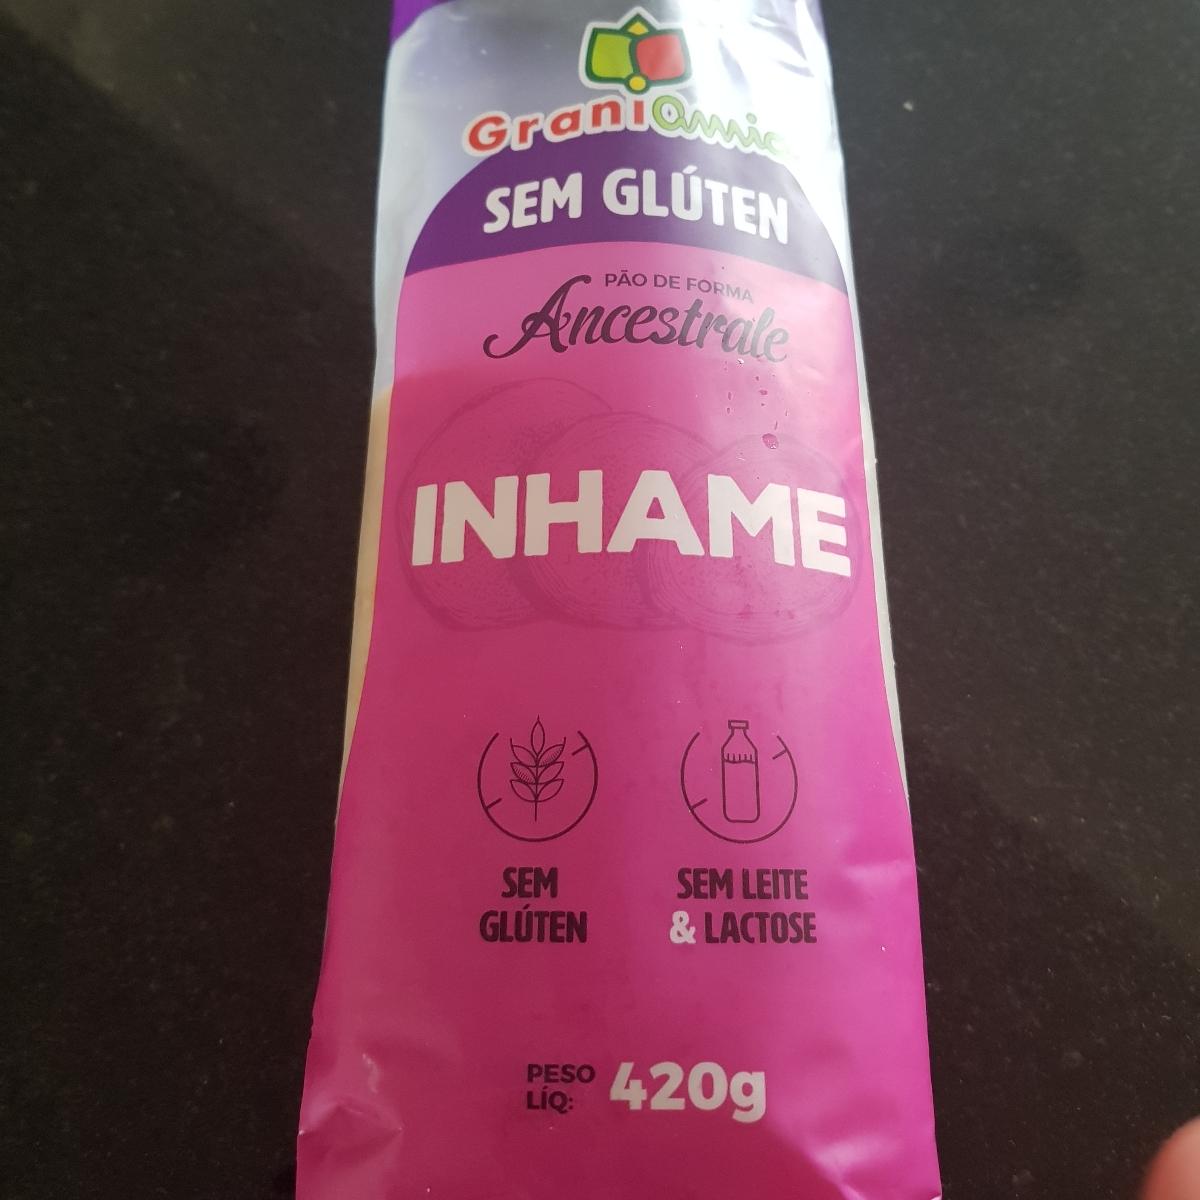 GraniAmici
SEM GLÚTEN
PÃO DE FORMA
Ancestrale
INHAME
SEM
GLÚTEN
SEM LEITE
& LACTOSE
PESO
LÍQ:
420g